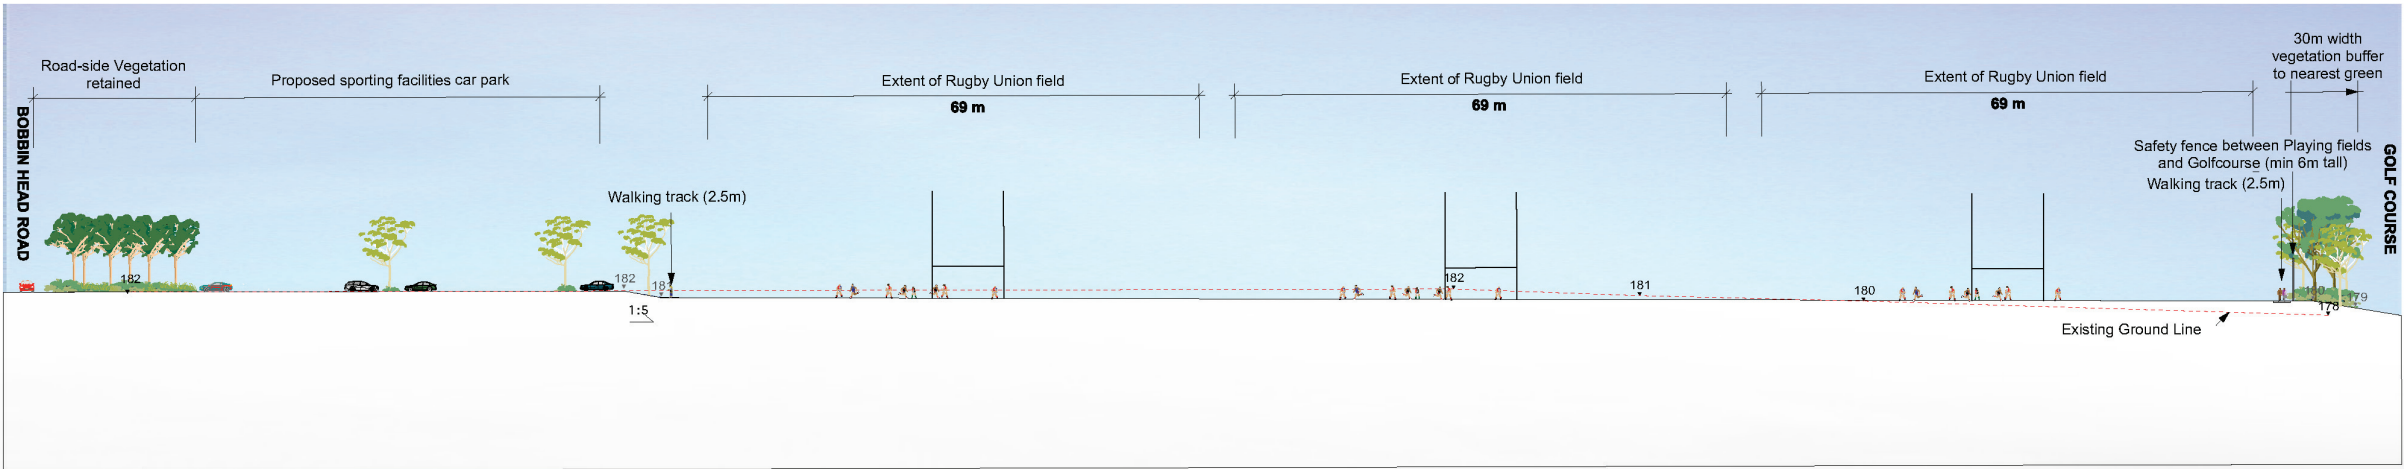 Road-side Vegetation
retained
Proposed sporting facilities car park
Extent of Rugby Union field
69 m
Extent of Rugby Union field
69 m
Extent of Rugby Union field
69 m
30m width
vegetation buffer
to nearest green
BOBBIN HEAD ROAD
GOLF COURSE
Safety fence between Playing fields
and Golfcourse (min 6m tall)
Walking track (2.5m)
Walking track (2.5m)
182
182
181
1:5
182
181
180
180
179
178
Existing Ground Line